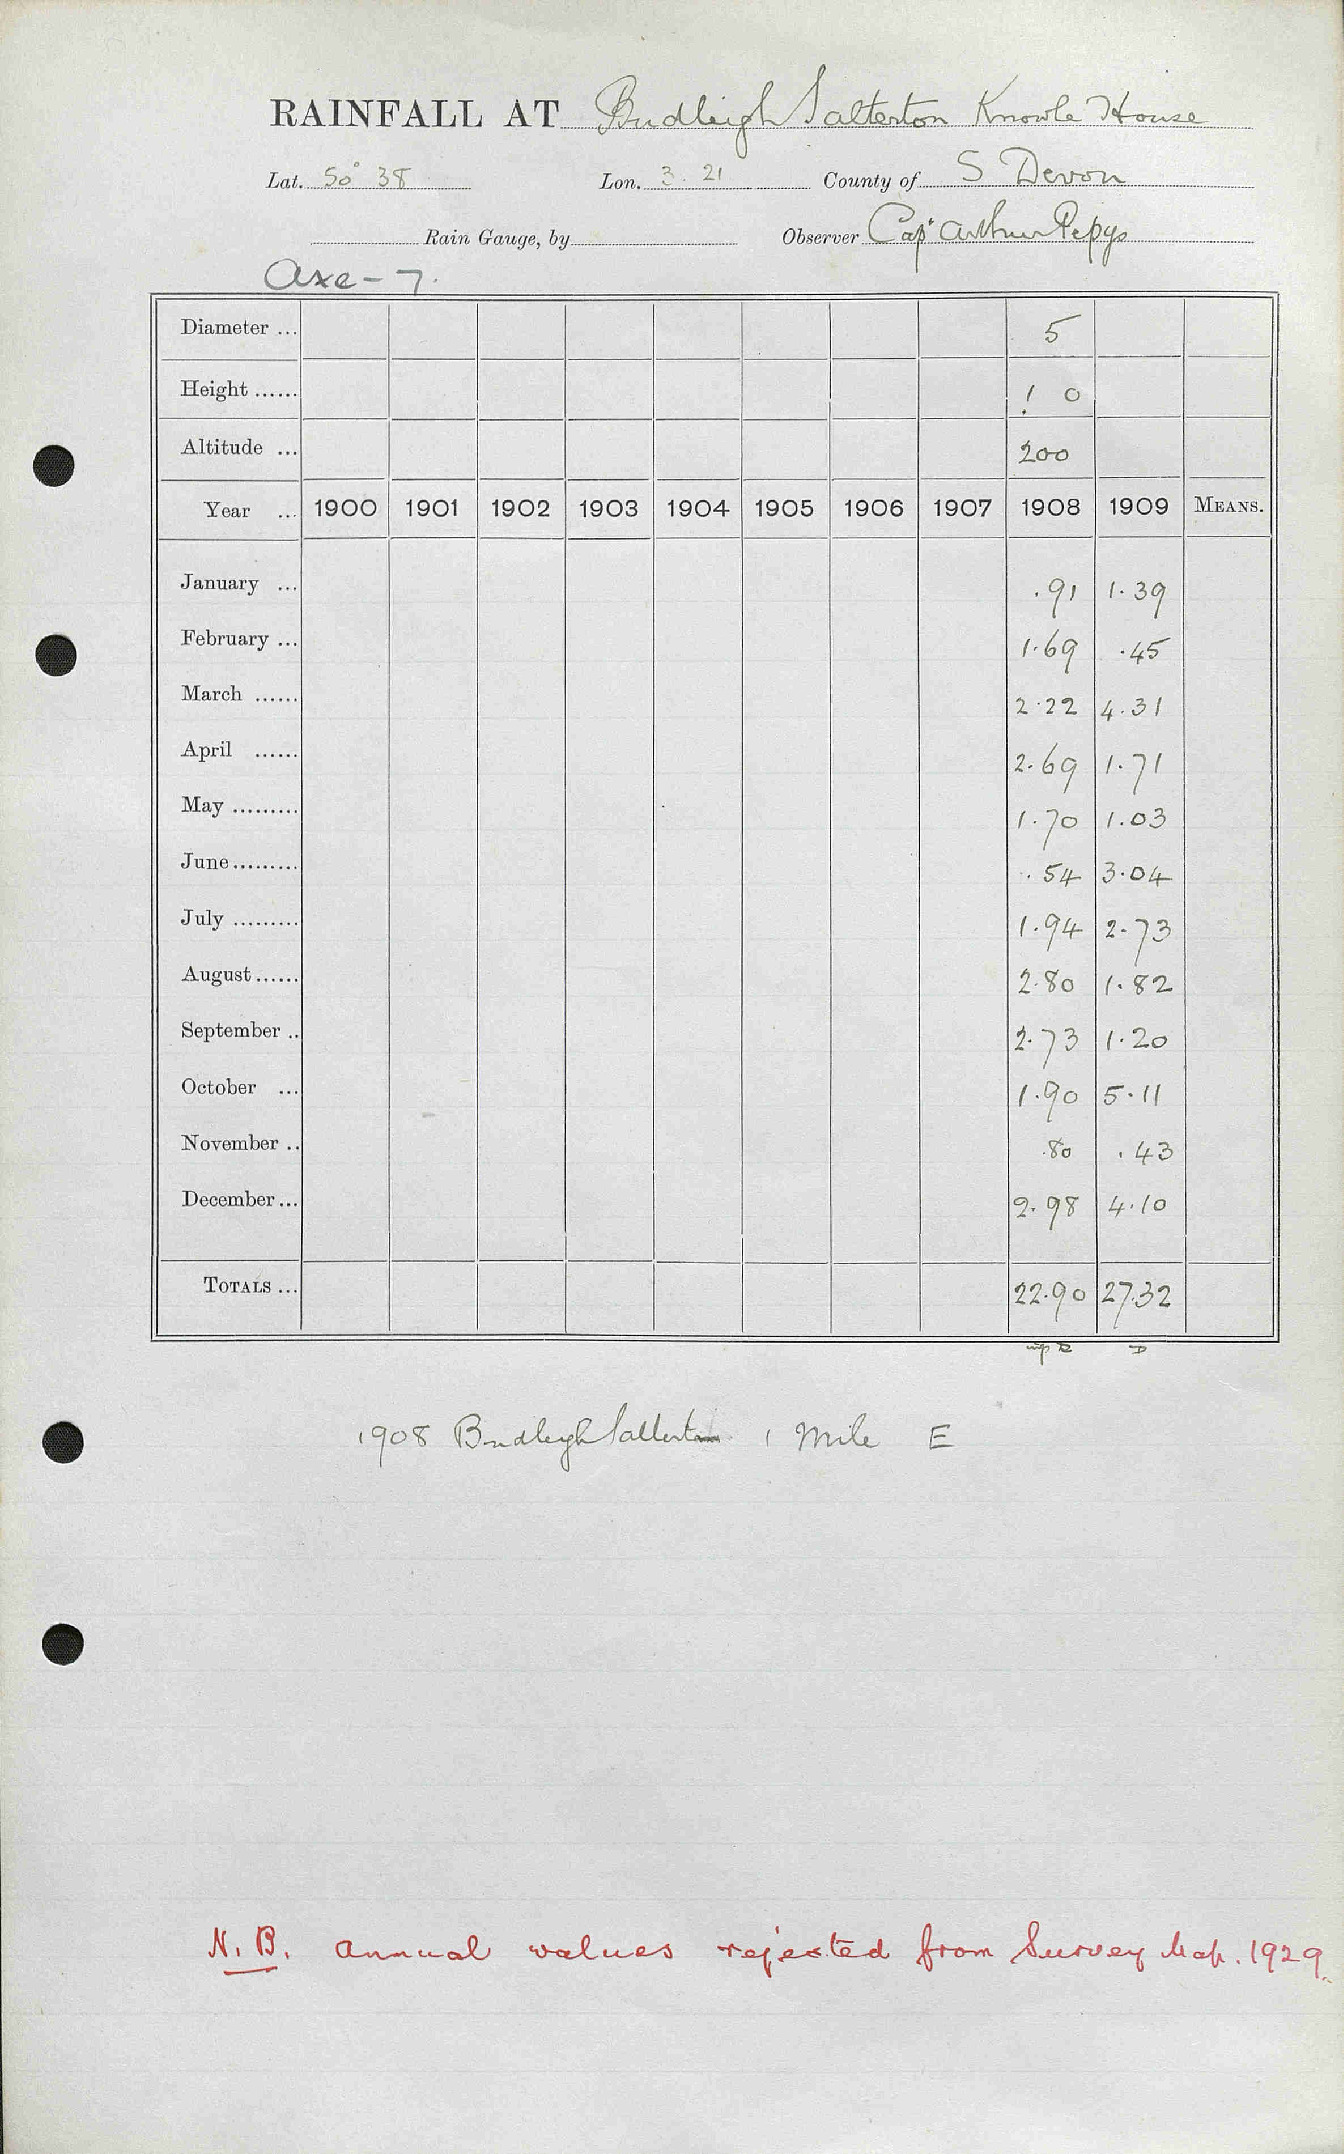 RAINFALL AT Budleigh Salterton Knowle House
Lat. 50° 38 Lon. 3. 21 County of S Devon
Rain Gauge, by Observer Capt Arthur Pepys
Axe - 7.
Diameter ... 5
Height ...... 1 0
Altitude ... 200
Year ... 1900 1901 1902 1903 1904 1905 1906 1907 1908 1909 MEANS.
January ... .91 1.39
February ... 1.69 .45
March ...... 2.22 4.31
April ...... 2.69 1.71
May ......... 1.70 1.03
June ......... .54 3.04
July ......... 1.94 2.73
August ...... 2.80 1.82
September .. 2.73 1.20
October ... 1.90 5.11
November .. .80 .43
December ... 2.98 4.10
TOTALS ... 22.90 27.32
1908 Budleigh Salterton 1 Mile E
N.B. Annual values rejected from Survey Map. 1929.